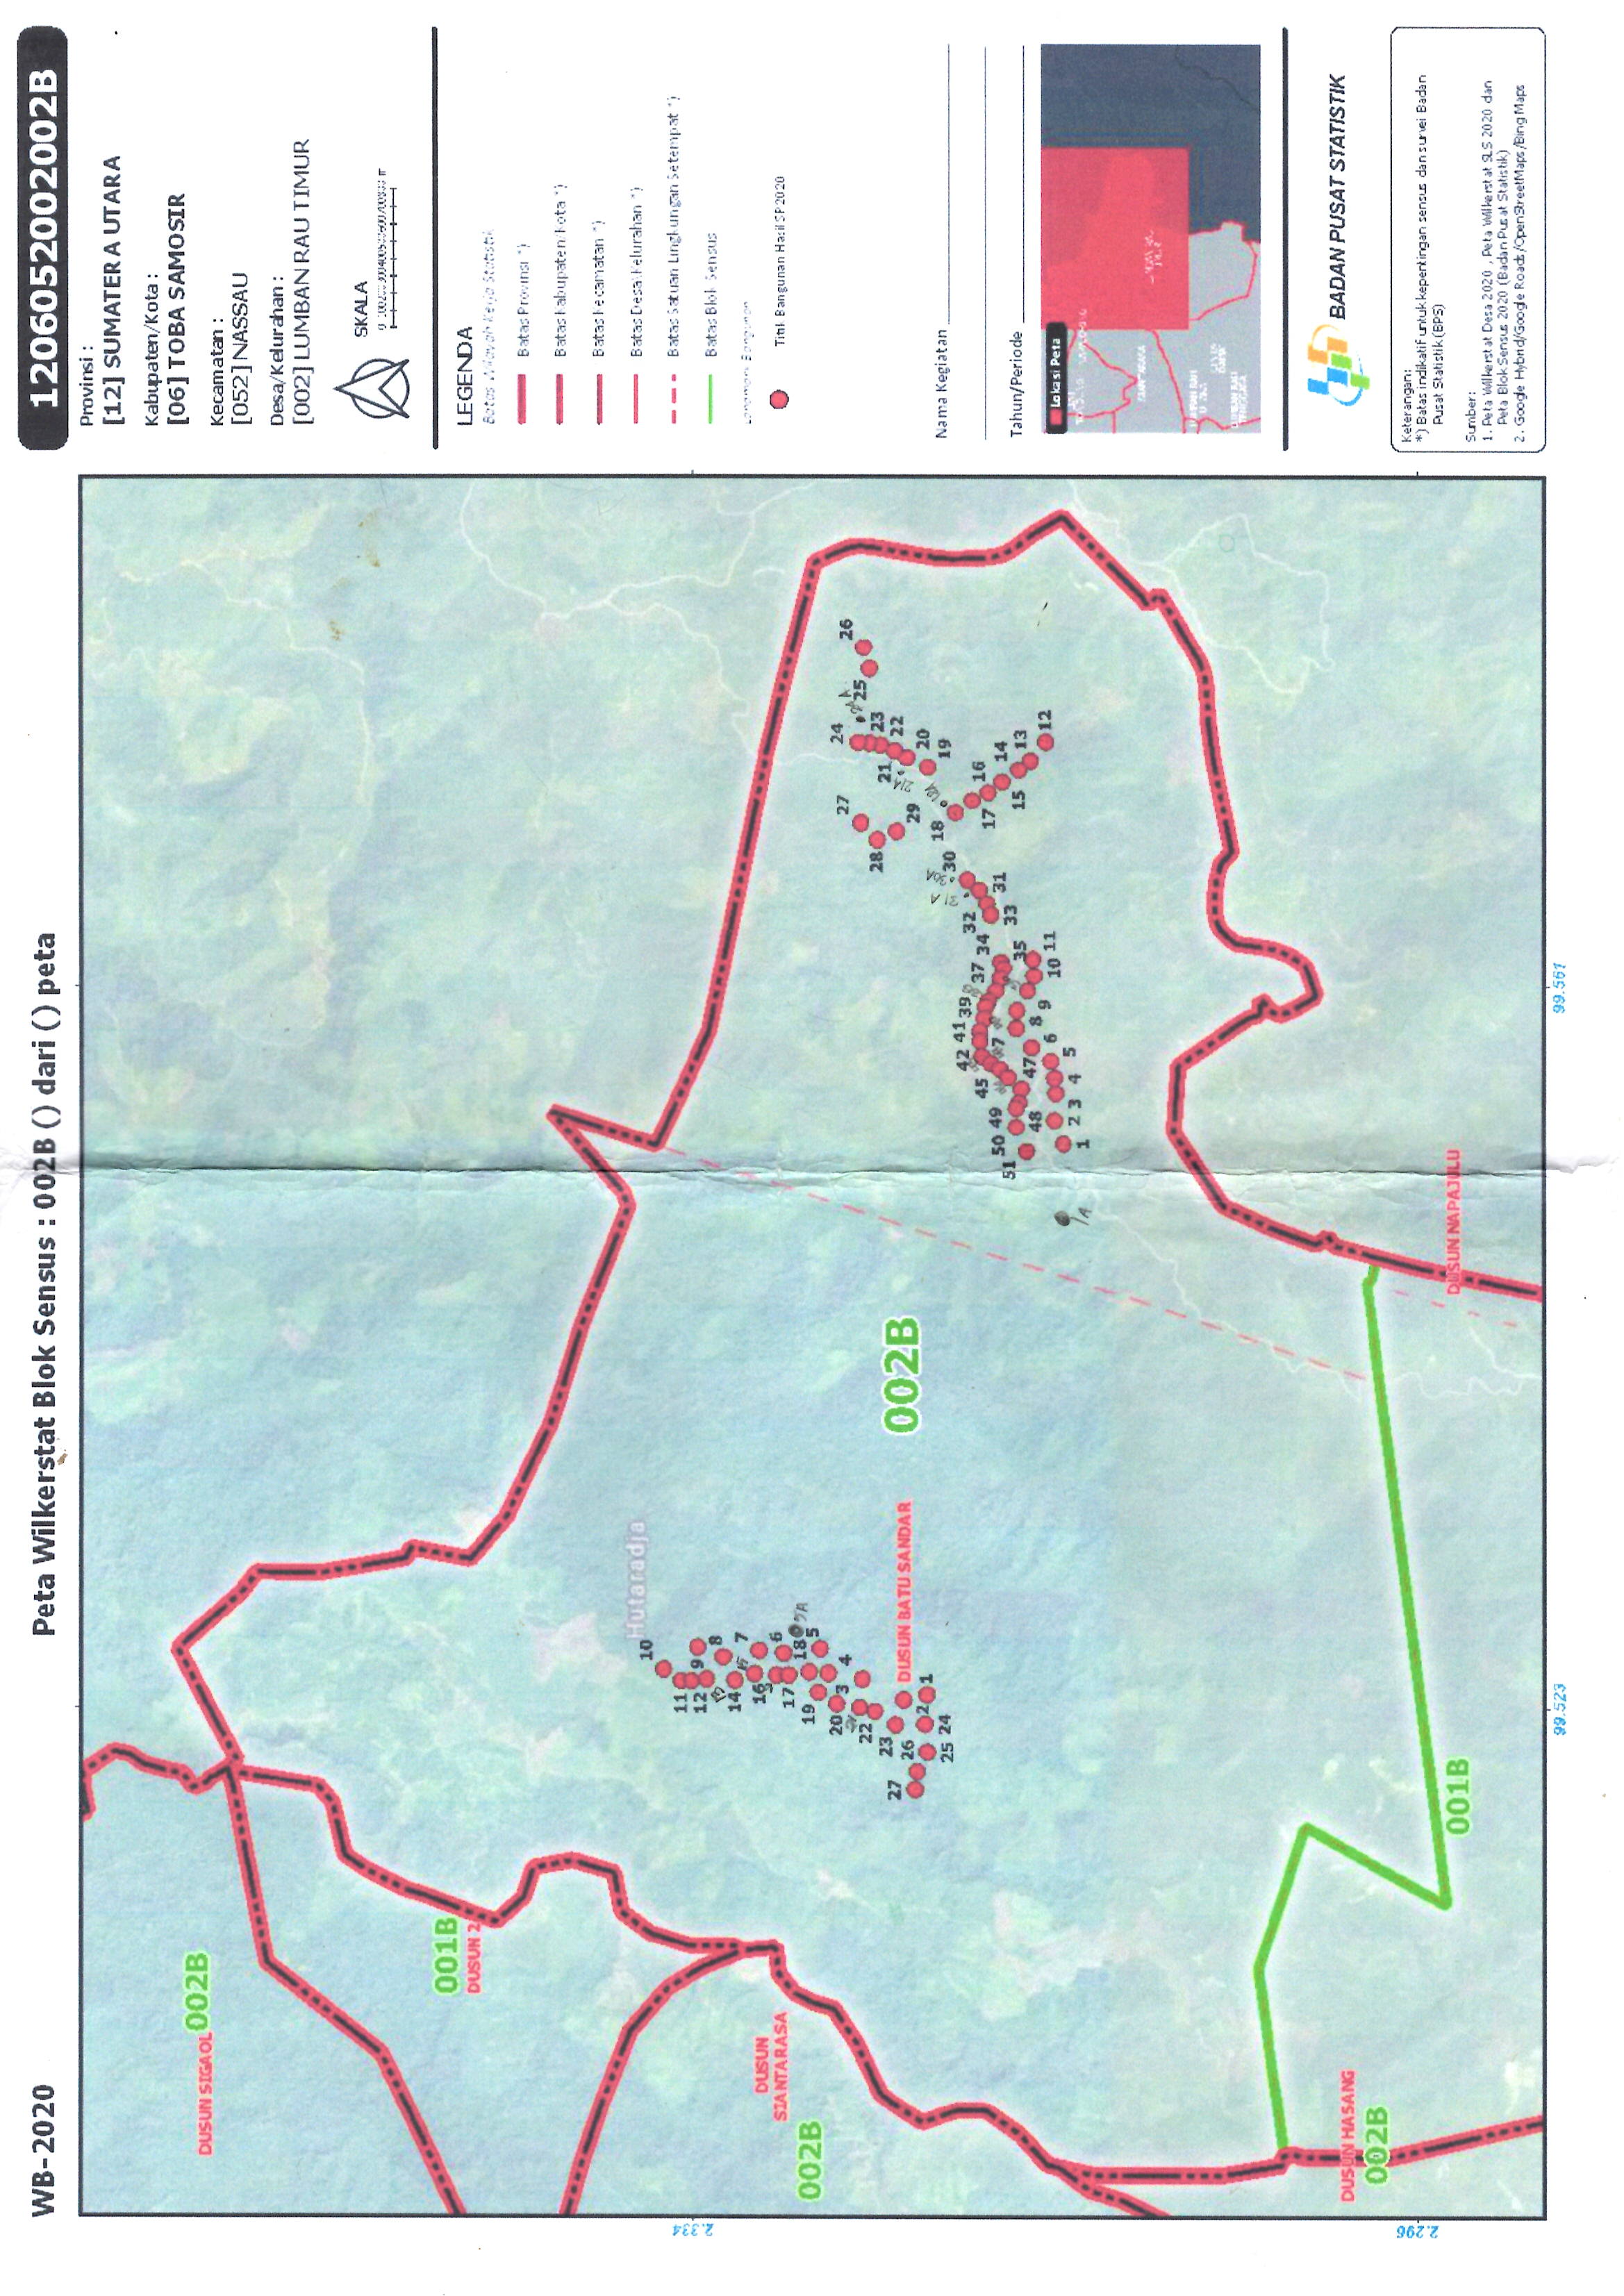 WB-2020
Peta Wilkerstat Blok Sensus : 002B () dari () peta
1206052002002B
Provinsi :
[12] SUMATERA UTARA
Kabupaten/Kota :
[06] TOBA SAMOSIR
Kecamatan :
[052] NASSAU
Desa/Kelurahan :
[002] LUMBAN RAU TIMUR
SKALA
LEGENDA
Batas Wilayah Kerja Statistik
Batas Provinsi *)
Batas Kabupaten/Kota *)
Batas Kecamatan *)
Batas Desa\Kelurahan *)
Batas Satuan Lingkungan Setempat *)
Batas Blok Sensus
Landmark Bangunan
Titik Bangunan Hasil SP2020
Nama Kegiatan
Tahun/Periode
Lokasi Peta
SIANTARASA
BADAN PUSAT STATISTIK
Keterangan:
*) Batas indikatif untuk kepentingan sensus dan survei Badan
Pusat Statistik (BPS)
Sumber:
1. Peta Wilkerstat Desa 2020 , Peta Wilkerstat SLS 2020 dan
Peta Blok Sensus 2020 (Badan Pusat Statistik)
2. Google Hybrid/Google Roads/OpenStreetMaps/Bing Maps
DUSUN SIGAOL 002B
001B
DUSUN 2
Hutaradja
10
11
12 9
8
14
15
7
16
6
17
18 5A
19 5
20 3 4
22
23
27 26
DUSUN BATU SANDAR
2 1
25 24
DUSUN
SIANTARASA
002B
002B
27 24 24A 25 26
28 21 23
29 21A 22
18 18A 20
19
31A 30A 30
42 41 39 37 34 32
45
16
17
50 49 7
51
33 31
14
15 13
48 47 8 9 35
12
10 11
1 2 3 4 5 6
1A
DUSUN HASANG
002B
001B
DUSUN NAPAJULU
2.334
2.296
99.523
99.561